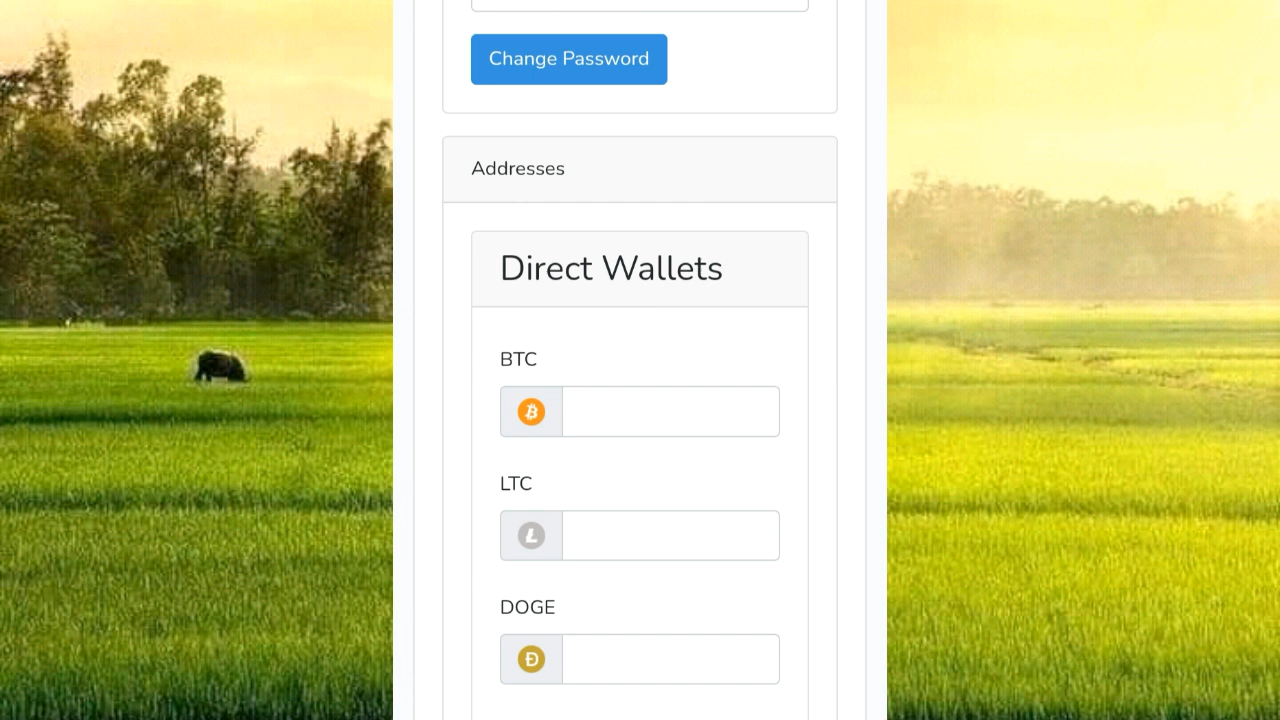 Change Password
Addresses
Direct Wallets
BTC
LTC
DOGE